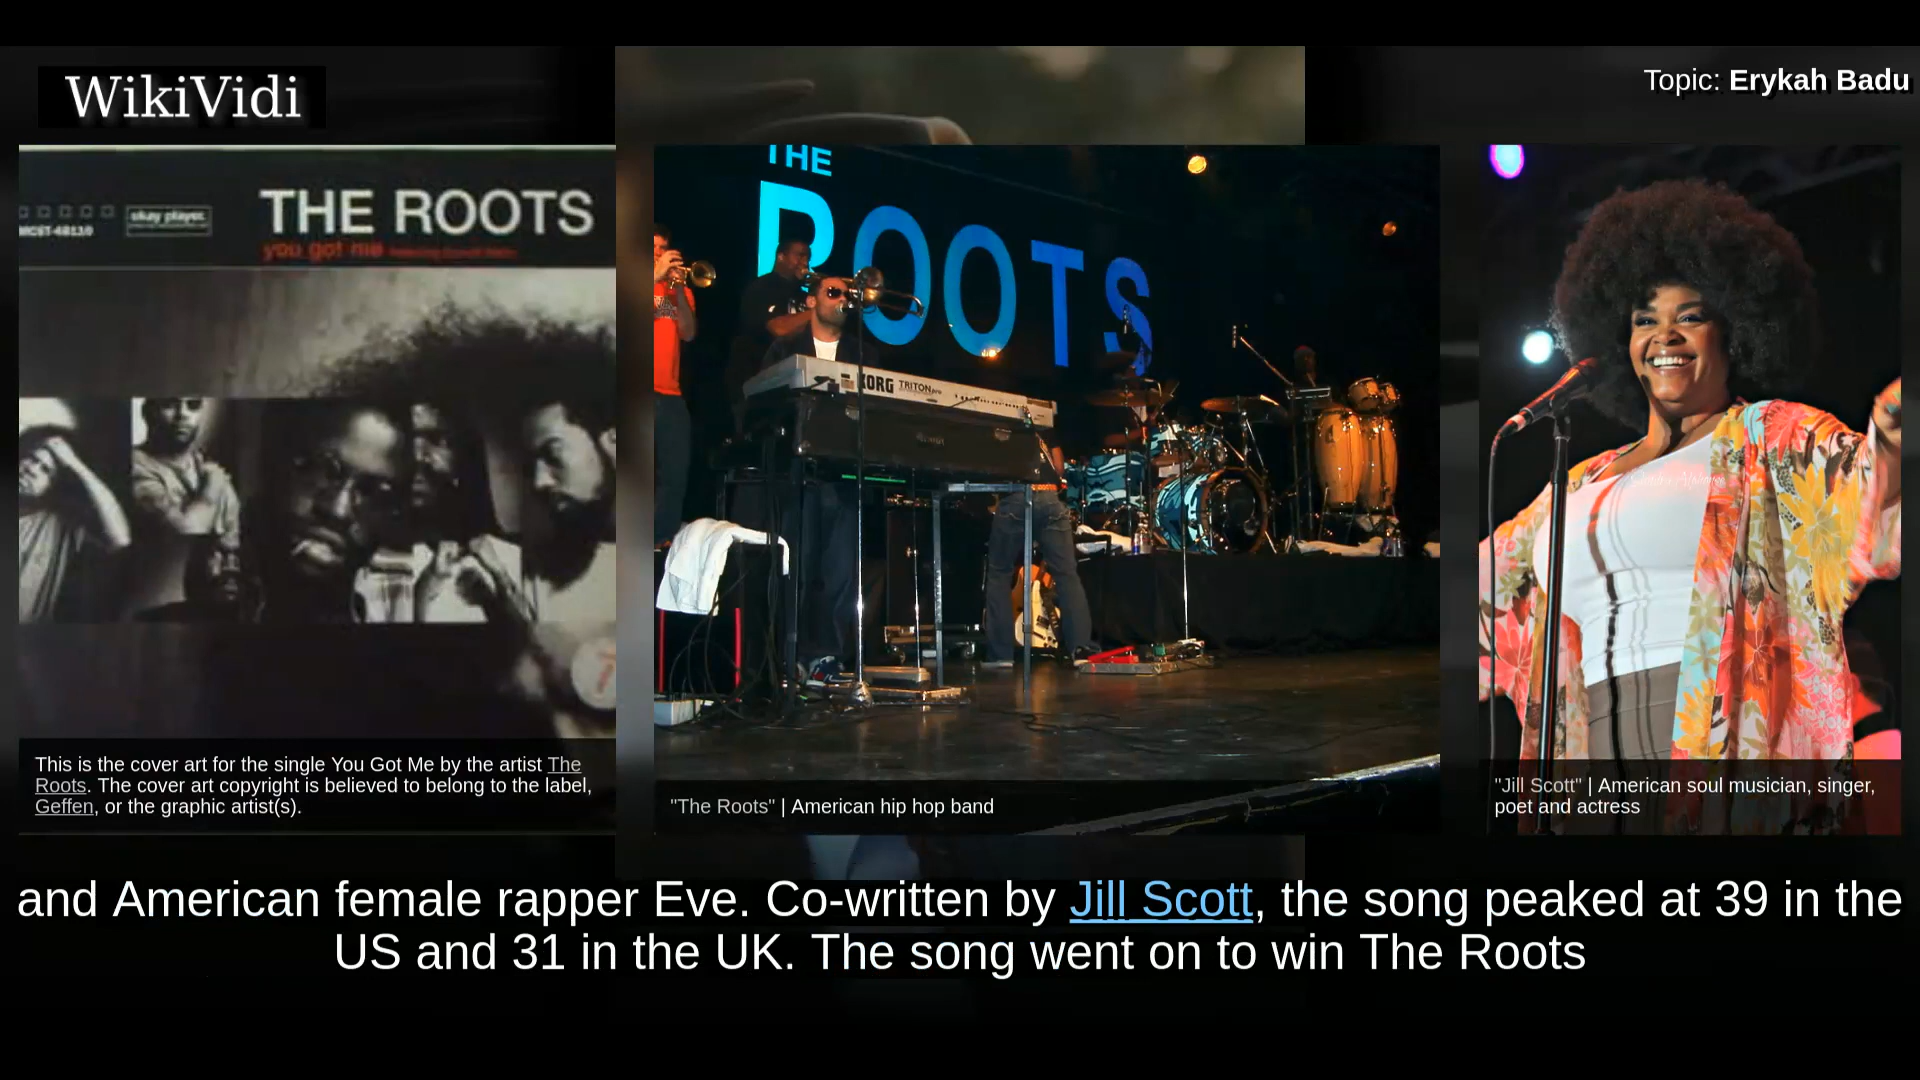 WikiVidi
Topic: Erykah Badu
okay player.
THE ROOTS
you got me
THE
ROOTS
KORG TRITON pro
This is the cover art for the single You Got Me by the artist The
Roots. The cover art copyright is believed to belong to the label,
Geffen, or the graphic artist(s).
"The Roots" | American hip hop band
"Jill Scott" | American soul musician, singer,
poet and actress
and American female rapper Eve. Co-written by Jill Scott, the song peaked at 39 in the
US and 31 in the UK. The song went on to win The Roots